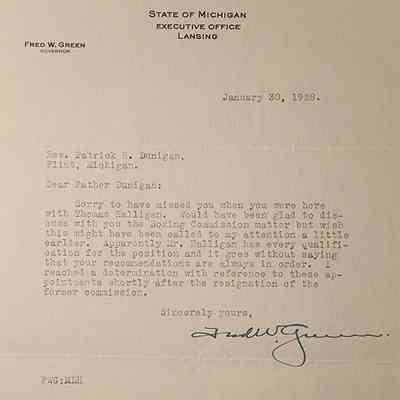 STATE OF MICHIGAN
EXECUTIVE OFFICE
LANSING
FRED W. GREEN
GOVERNOR
January 30, 1928.
Rev. Patrick R. Dunigan,
Flint, Michigan.
Dear Father Dunigan:
Sorry to have missed you when you were here
with Thomas Halligan. Would have been glad to dis-
cuss with you the Boxing Commission matter but wish
this might have been called to my attention a little
earlier. Apparently Mr. Halligan has every qualifi-
cation for the position and it goes without saying
that your recommendations are always in order. I
reached a determination with reference to these ap-
pointments shortly after the resignation of the
former commission.
Sincerely yours,
Fred W. Green.
FWG:MLH